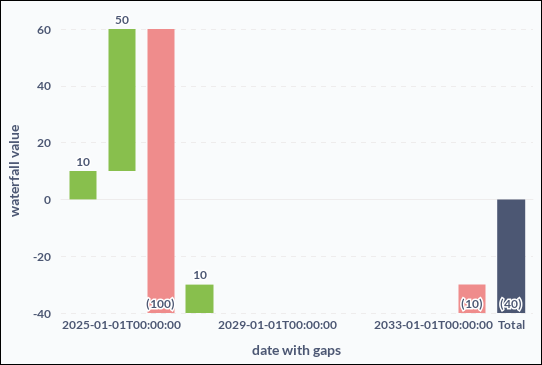 50
60
40
20
10
0
10
-20
(100)
(10)
(40)
-40
2025-01-01T00:00:00
2029-01-01T00:00:00
2033-01-01T00:00:00
Total
date with gaps
waterfall value